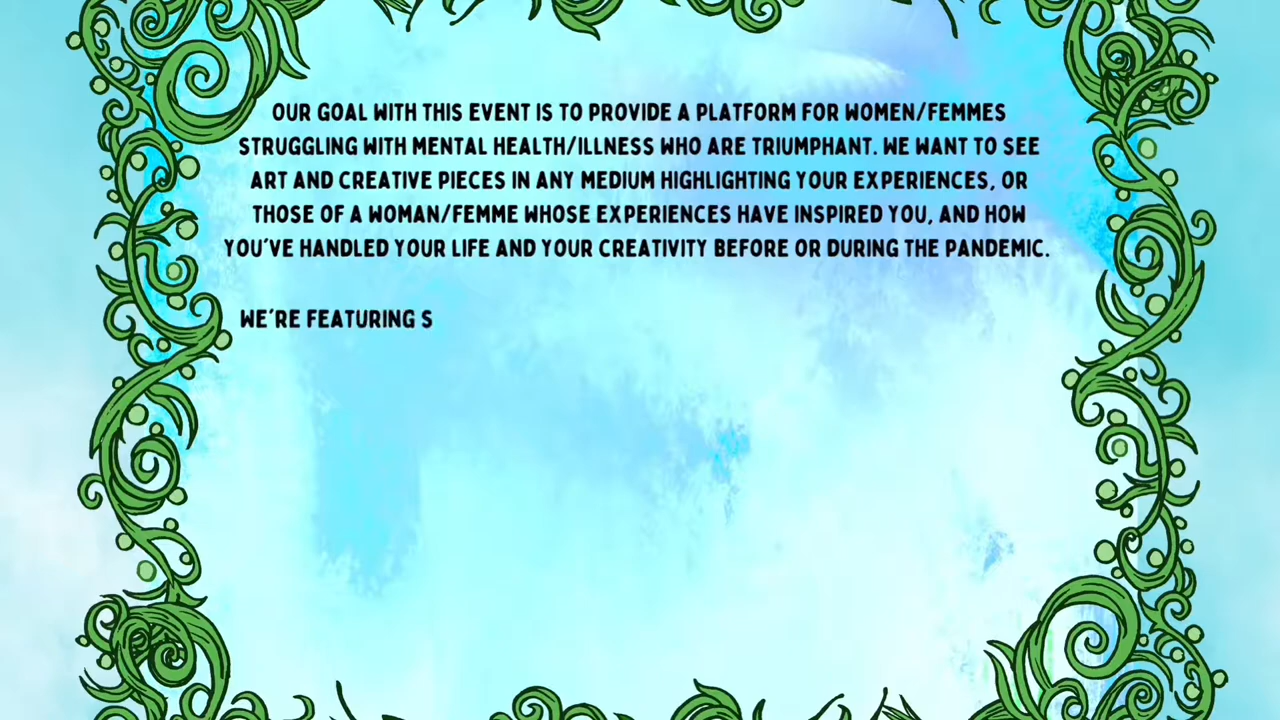 OUR GOAL WITH THIS EVENT IS TO PROVIDE A PLATFORM FOR WOMEN/FEMMES
STRUGGLING WITH MENTAL HEALTH/ILLNESS WHO ARE TRIUMPHANT. WE WANT TO SEE
ART AND CREATIVE PIECES IN ANY MEDIUM HIGHLIGHTING YOUR EXPERIENCES, OR
THOSE OF A WOMAN/FEMME WHOSE EXPERIENCES HAVE INSPIRED YOU, AND HOW
YOU'VE HANDLED YOUR LIFE AND YOUR CREATIVITY BEFORE OR DURING THE PANDEMIC.
WE'RE FEATURING S